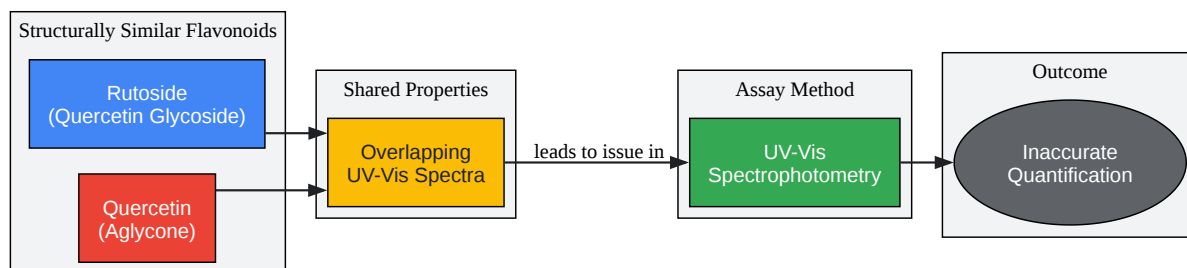 Structurally Similar Flavonoids
Rutoside
(Quercetin Glycoside)
Quercetin
(Aglycone)
Shared Properties
Overlapping
UV-Vis Spectra
leads to issue in
Assay Method
UV-Vis
Spectrophotometry
Outcome
Inaccurate
Quantification